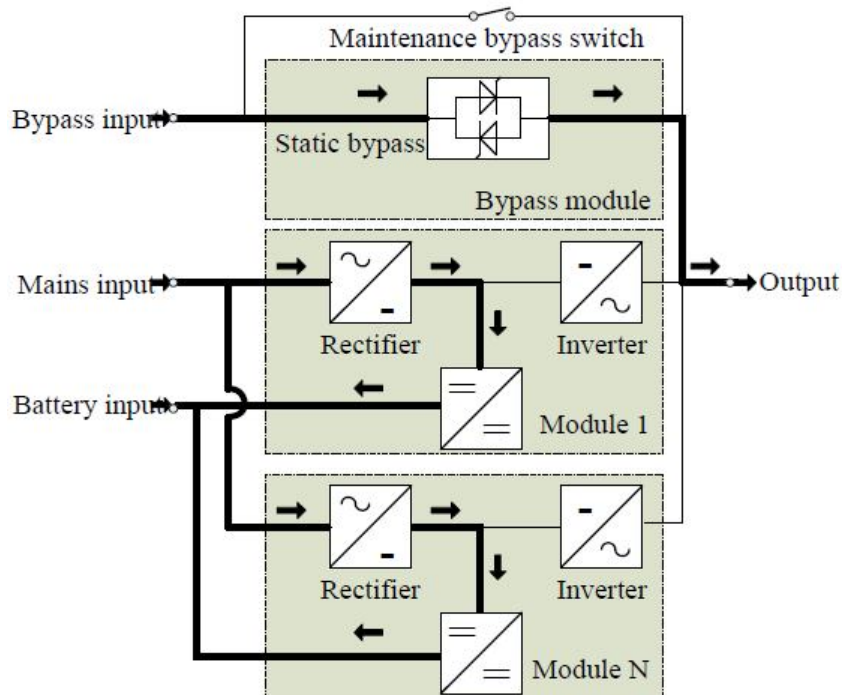 Maintenance bypass switch
Bypass input
Static bypass
Bypass module
Mains input
Output
Rectifier
Inverter
Battery input
Module 1
Rectifier
Inverter
Module N